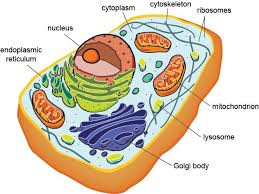 cytoskeleton
cytoplasm
ribosomes
nucleus
endoplasmic
reticulum
mitochondrion
lysosome
Golgi body